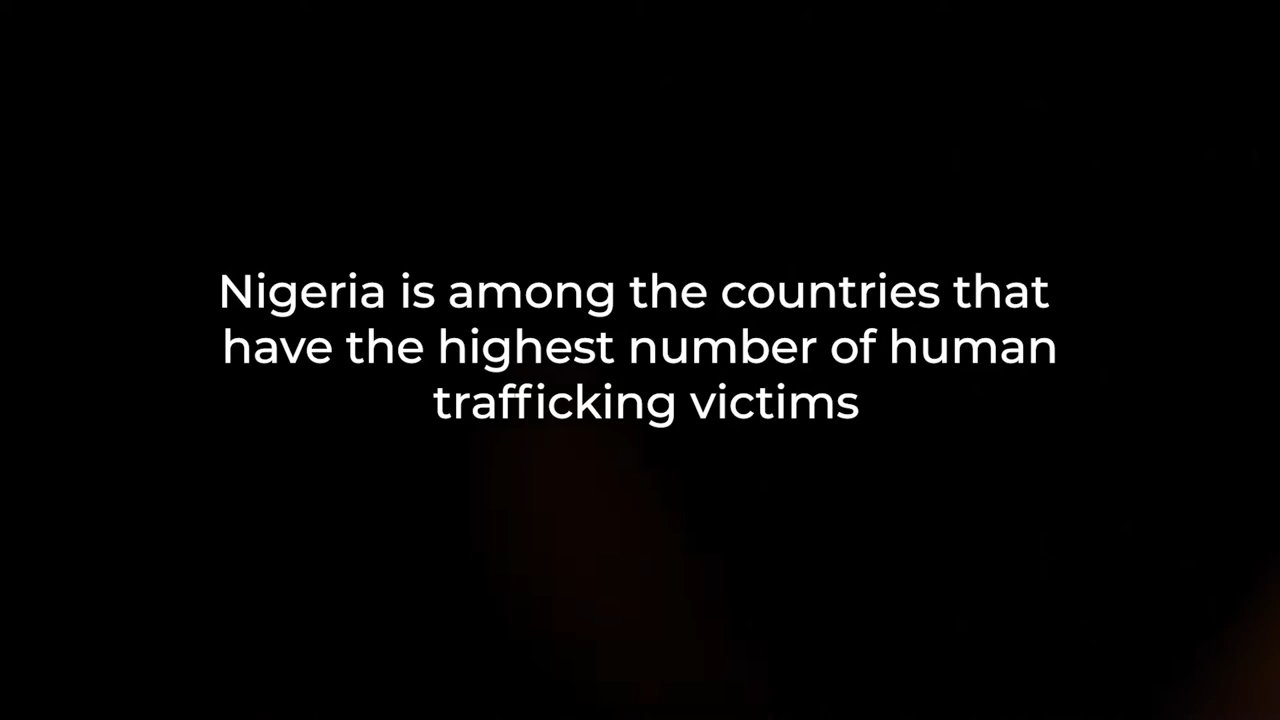 Nigeria is among the countries that
have the highest number of human
trafficking victims